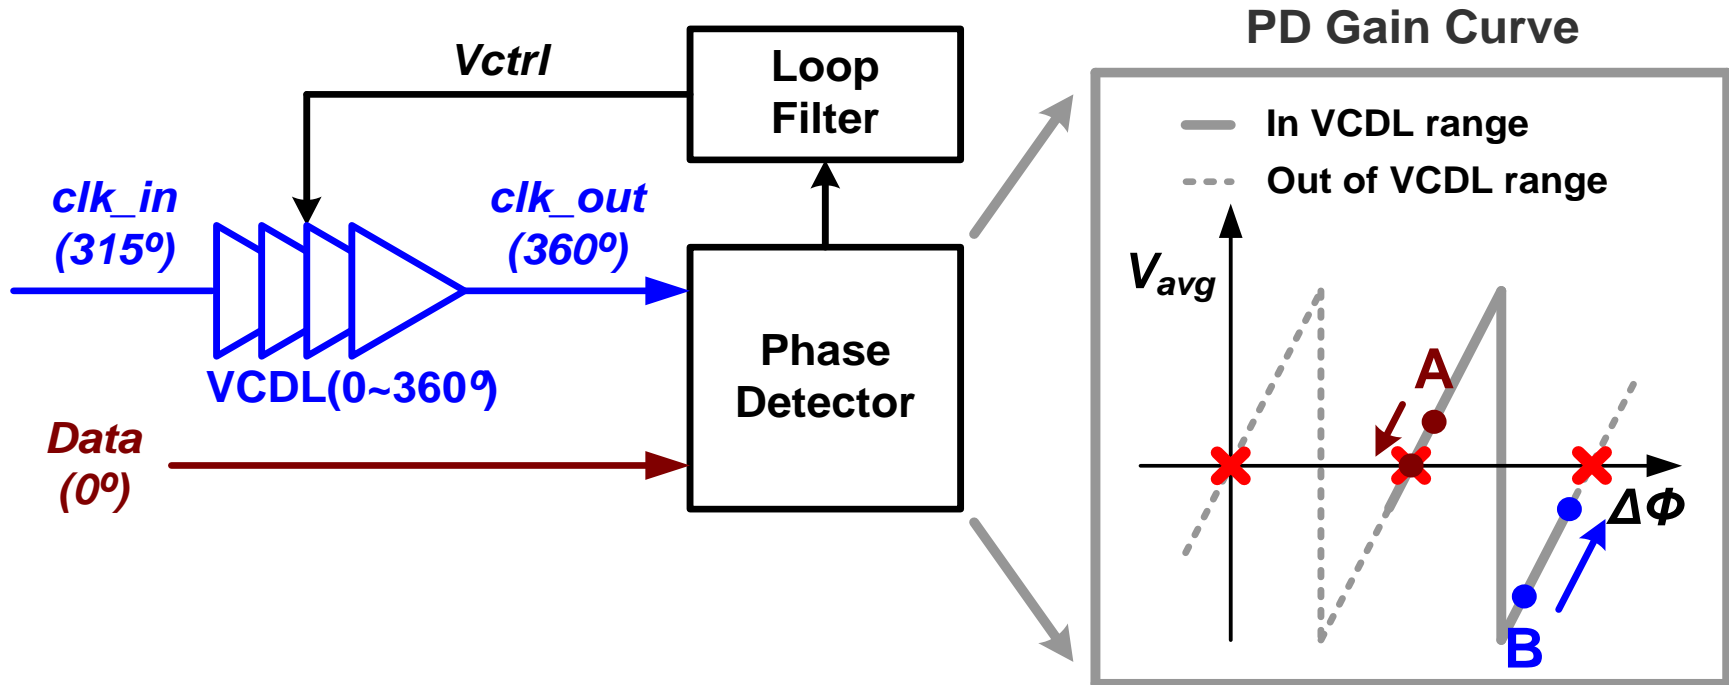 PD Gain Curve
Vctrl
Loop
Filter
In VCDL range
Out of VCDL range
clk_in
(315º)
clk_out
(360º)
VCDL(0~360º)
Phase
Detector
Data
(0º)
Vavg
A
ΔΦ
B